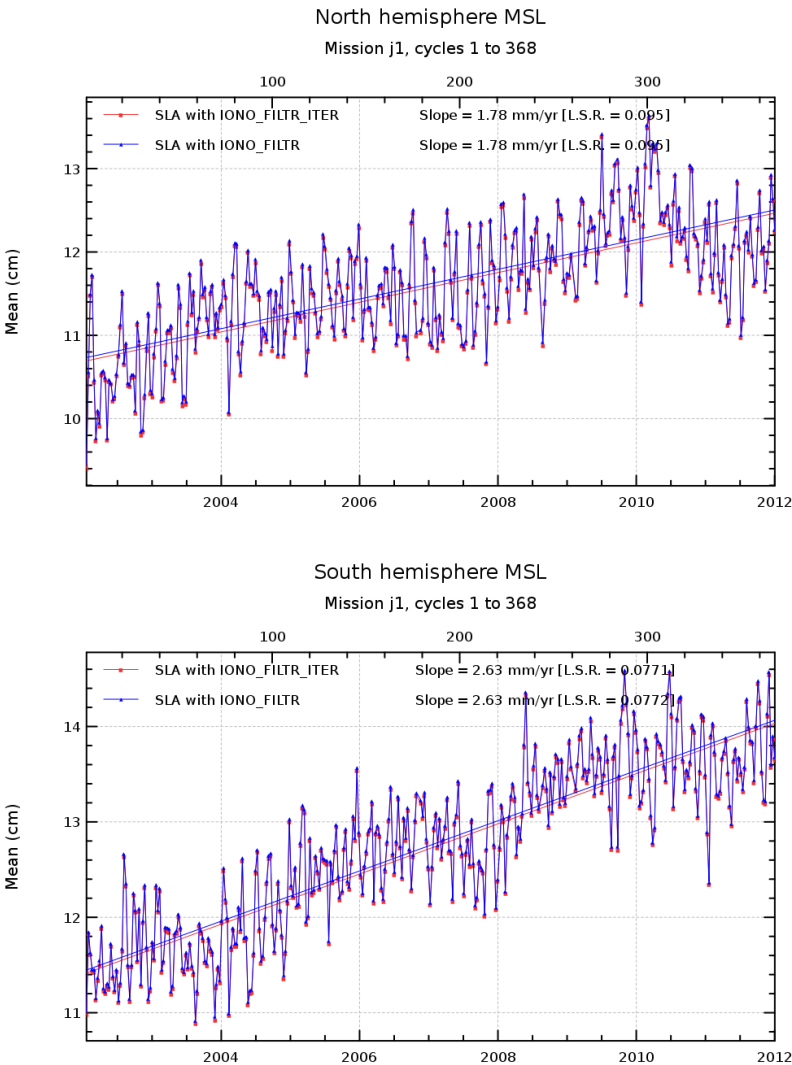 North hemisphere MSL
Mission j1, cycles 1 to 368
100 200 300
SLA with IONO_FILTR_ITER Slope = 1.78 mm/yr [L.S.R. = 0.095]
SLA with IONO_FILTR Slope = 1.78 mm/yr [L.S.R. = 0.095]
13
12
11
10
Mean (cm)
2004 2006 2008 2010 2012
South hemisphere MSL
Mission j1, cycles 1 to 368
100 200 300
SLA with IONO_FILTR_ITER Slope = 2.63 mm/yr [L.S.R. = 0.0771]
SLA with IONO_FILTR Slope = 2.63 mm/yr [L.S.R. = 0.0772]
14
13
12
11
Mean (cm)
2004 2006 2008 2010 2012